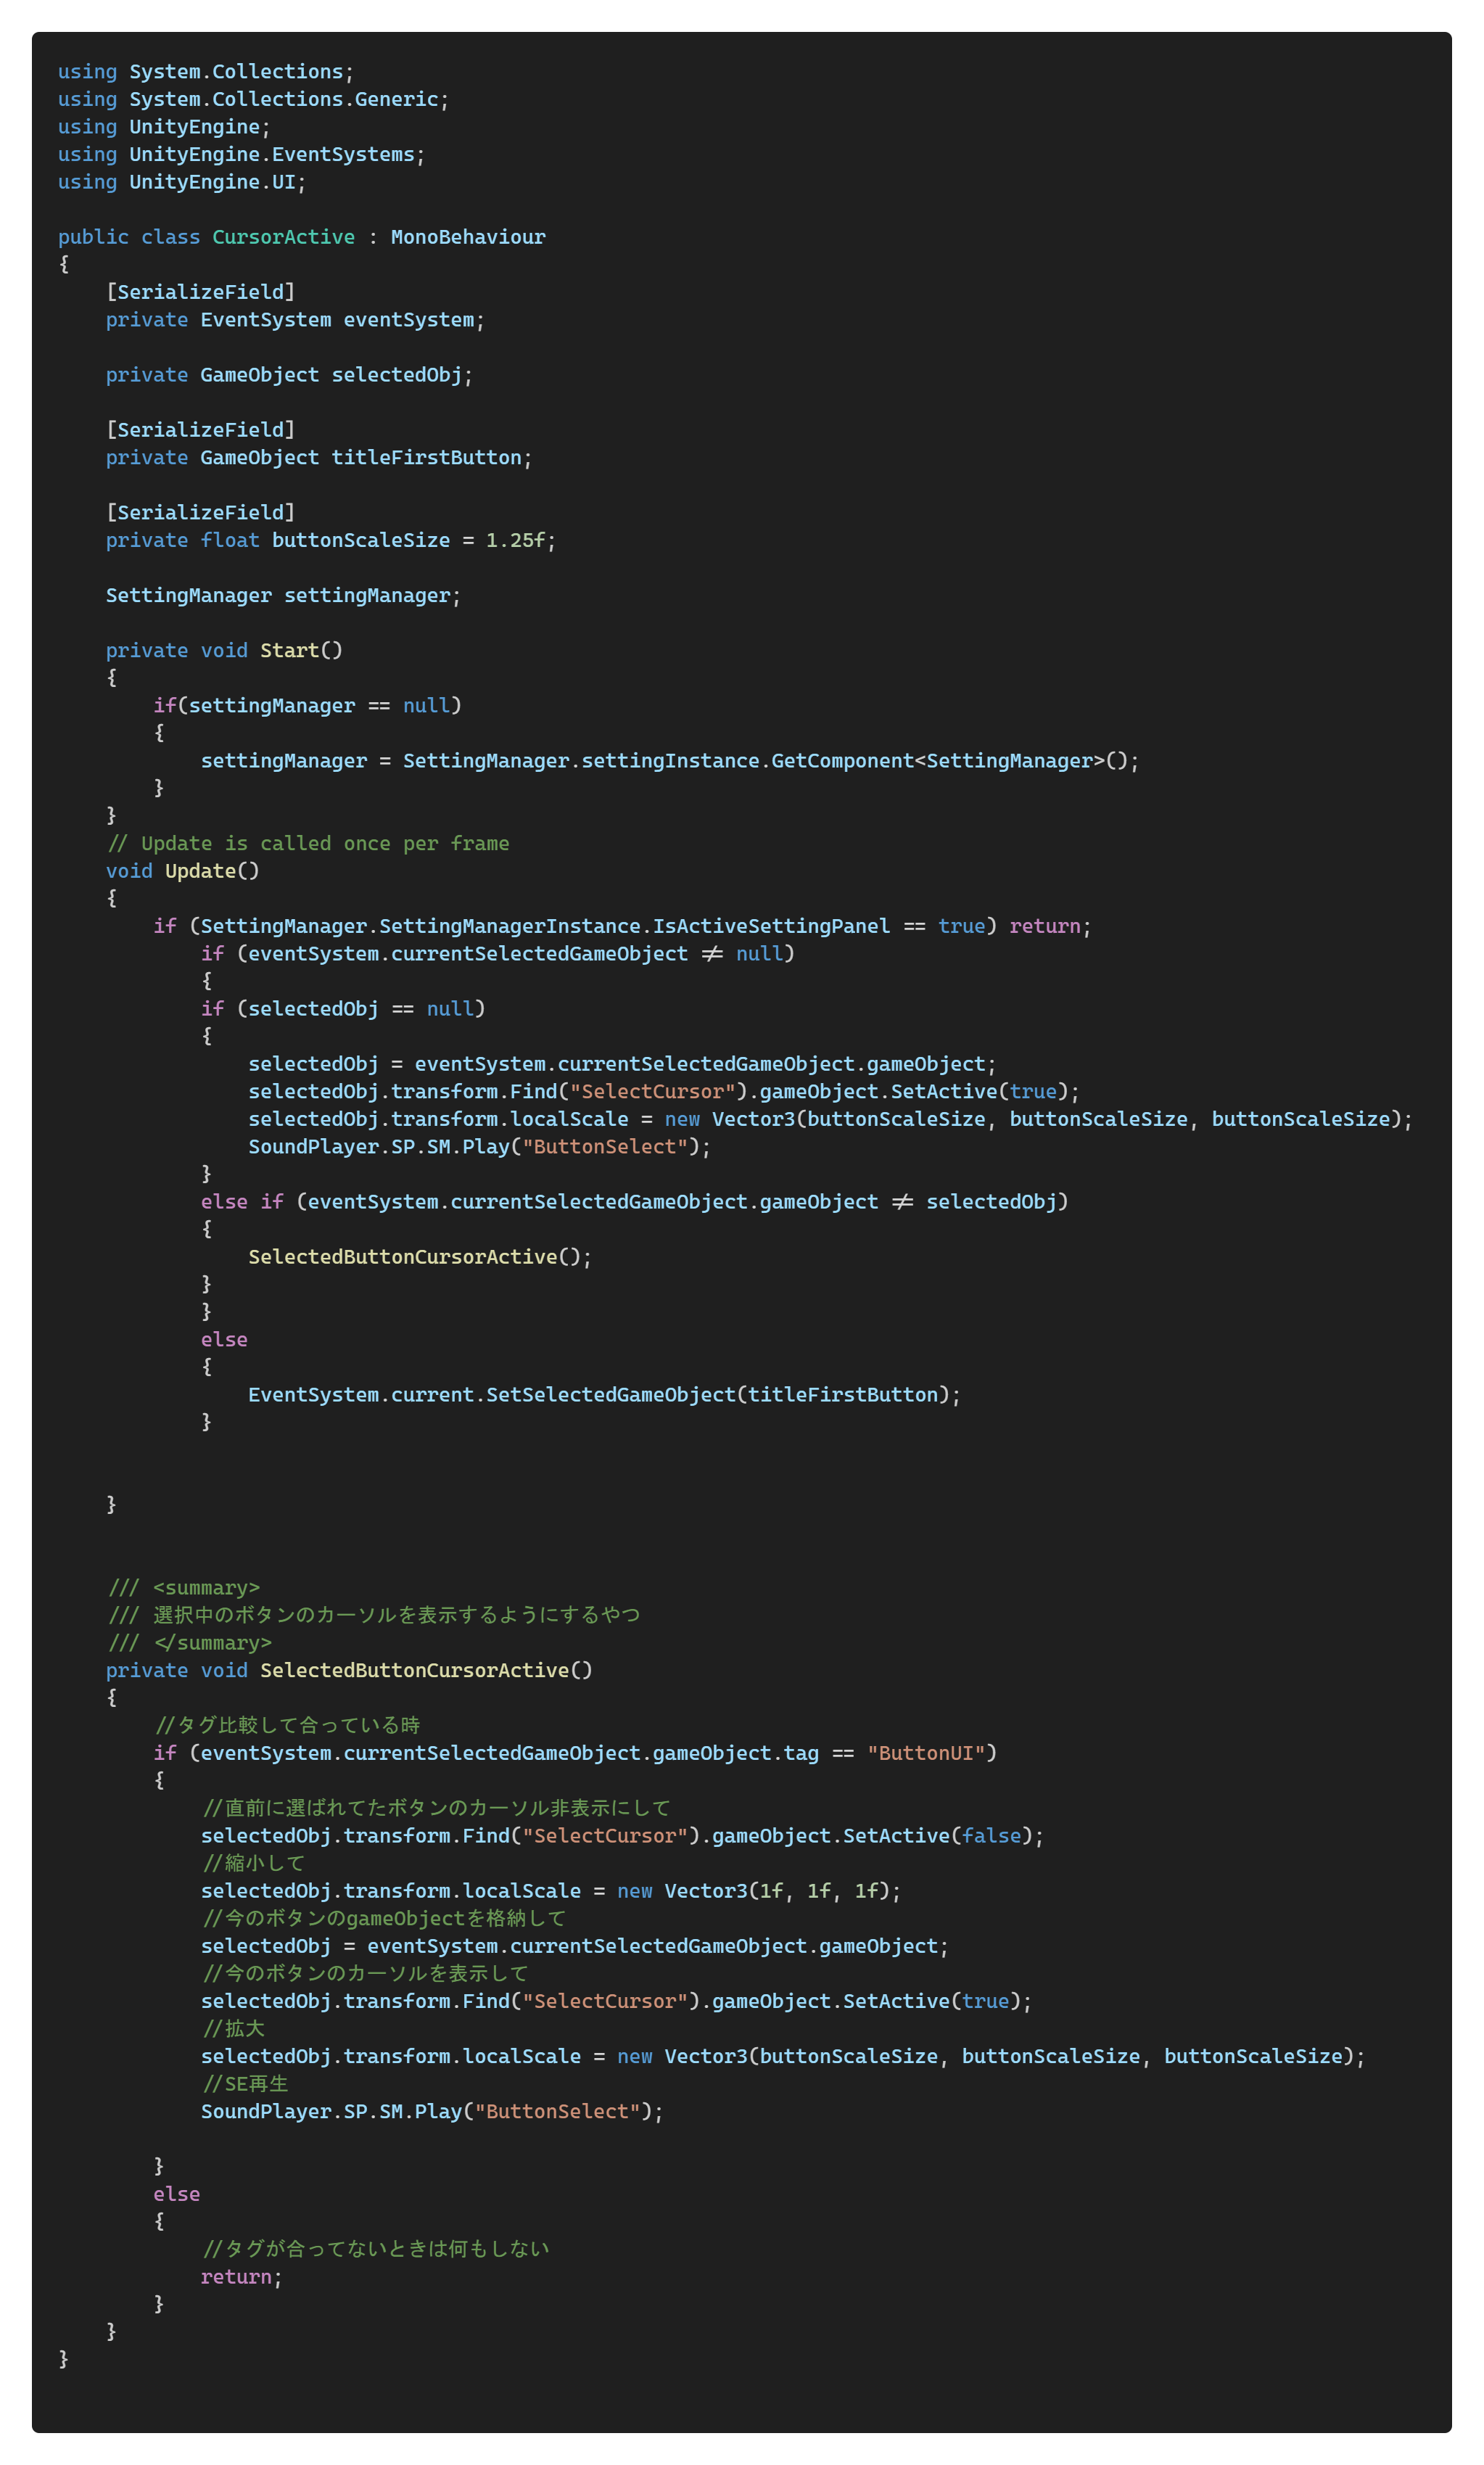 using System.Collections;
using System.Collections.Generic;
using UnityEngine;
using UnityEngine.EventSystems;
using UnityEngine.UI;

public class CursorActive : MonoBehaviour
{
    [SerializeField]
    private EventSystem eventSystem;

    private GameObject selectedObj;

    [SerializeField]
    private GameObject titleFirstButton;

    [SerializeField]
    private float buttonScaleSize = 1.25f;

    SettingManager settingManager;

    private void Start()
    {
        if(settingManager == null)
        {
            settingManager = SettingManager.settingInstance.GetComponent<SettingManager>();
        }
    }
    // Update is called once per frame
    void Update()
    {
        if (SettingManager.SettingManagerInstance.IsActiveSettingPanel == true) return;
            if (eventSystem.currentSelectedGameObject != null)
            {
            if (selectedObj == null)
            {
                selectedObj = eventSystem.currentSelectedGameObject.gameObject;
                selectedObj.transform.Find("SelectCursor").gameObject.SetActive(true);
                selectedObj.transform.localScale = new Vector3(buttonScaleSize, buttonScaleSize, buttonScaleSize);
                SoundPlayer.SP.SM.Play("ButtonSelect");
            }
            else if (eventSystem.currentSelectedGameObject.gameObject != selectedObj)
            {
                SelectedButtonCursorActive();
            }
            }
            else
            {
                EventSystem.current.SetSelectedGameObject(titleFirstButton);
            }


    }


    /// <summary>
    /// 選択中のボタンのカーソルを表示するようにするやつ
    /// </summary>
    private void SelectedButtonCursorActive()
    {
        //タグ比較して合っている時
        if (eventSystem.currentSelectedGameObject.gameObject.tag == "ButtonUI")
        {
            //直前に選ばれてたボタンのカーソル非表示にして
            selectedObj.transform.Find("SelectCursor").gameObject.SetActive(false);
            //縮小して
            selectedObj.transform.localScale = new Vector3(1f, 1f, 1f);
            //今のボタンのgameObjectを格納して
            selectedObj = eventSystem.currentSelectedGameObject.gameObject;
            //今のボタンのカーソルを表示して
            selectedObj.transform.Find("SelectCursor").gameObject.SetActive(true);
            //拡大
            selectedObj.transform.localScale = new Vector3(buttonScaleSize, buttonScaleSize, buttonScaleSize);
            //SE再生
            SoundPlayer.SP.SM.Play("ButtonSelect");

        }
        else
        {
            //タグが合ってないときは何もしない
            return;
        }
    }
}